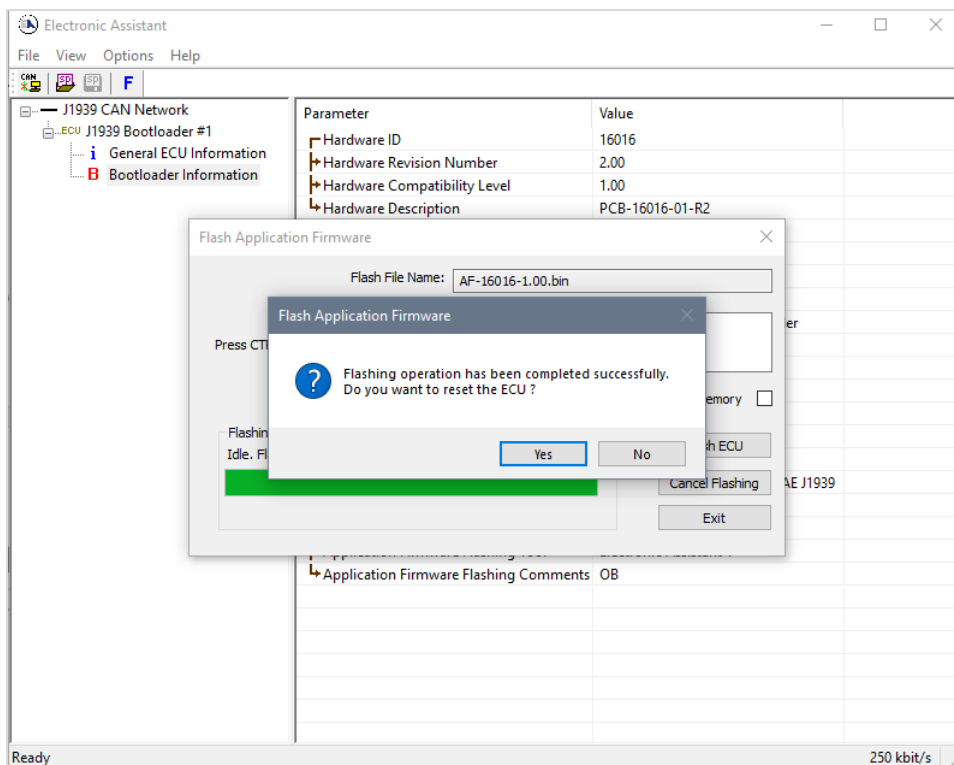 Electronic Assistant
File View Options Help
CAN SP SP F
J1939 CAN Network
ECU J1939 Bootloader #1
i General ECU Information
B Bootloader Information
Parameter Value
Hardware ID 16016
Hardware Revision Number 2.00
Hardware Compatibility Level 1.00
Hardware Description PCB-16016-01-R2
Flash Application Firmware
Flash File Name: AF-16016-1.00.bin
Flash Application Firmware
er
Press CT
Flashing operation has been completed successfully.
Do you want to reset the ECU ?
emory
Flashin
h ECU
Idle. Fl
Yes No
Cancel Flashing AE J1939
Exit
Application Firmware Flashing Comments OB
Ready 250 kbit/s